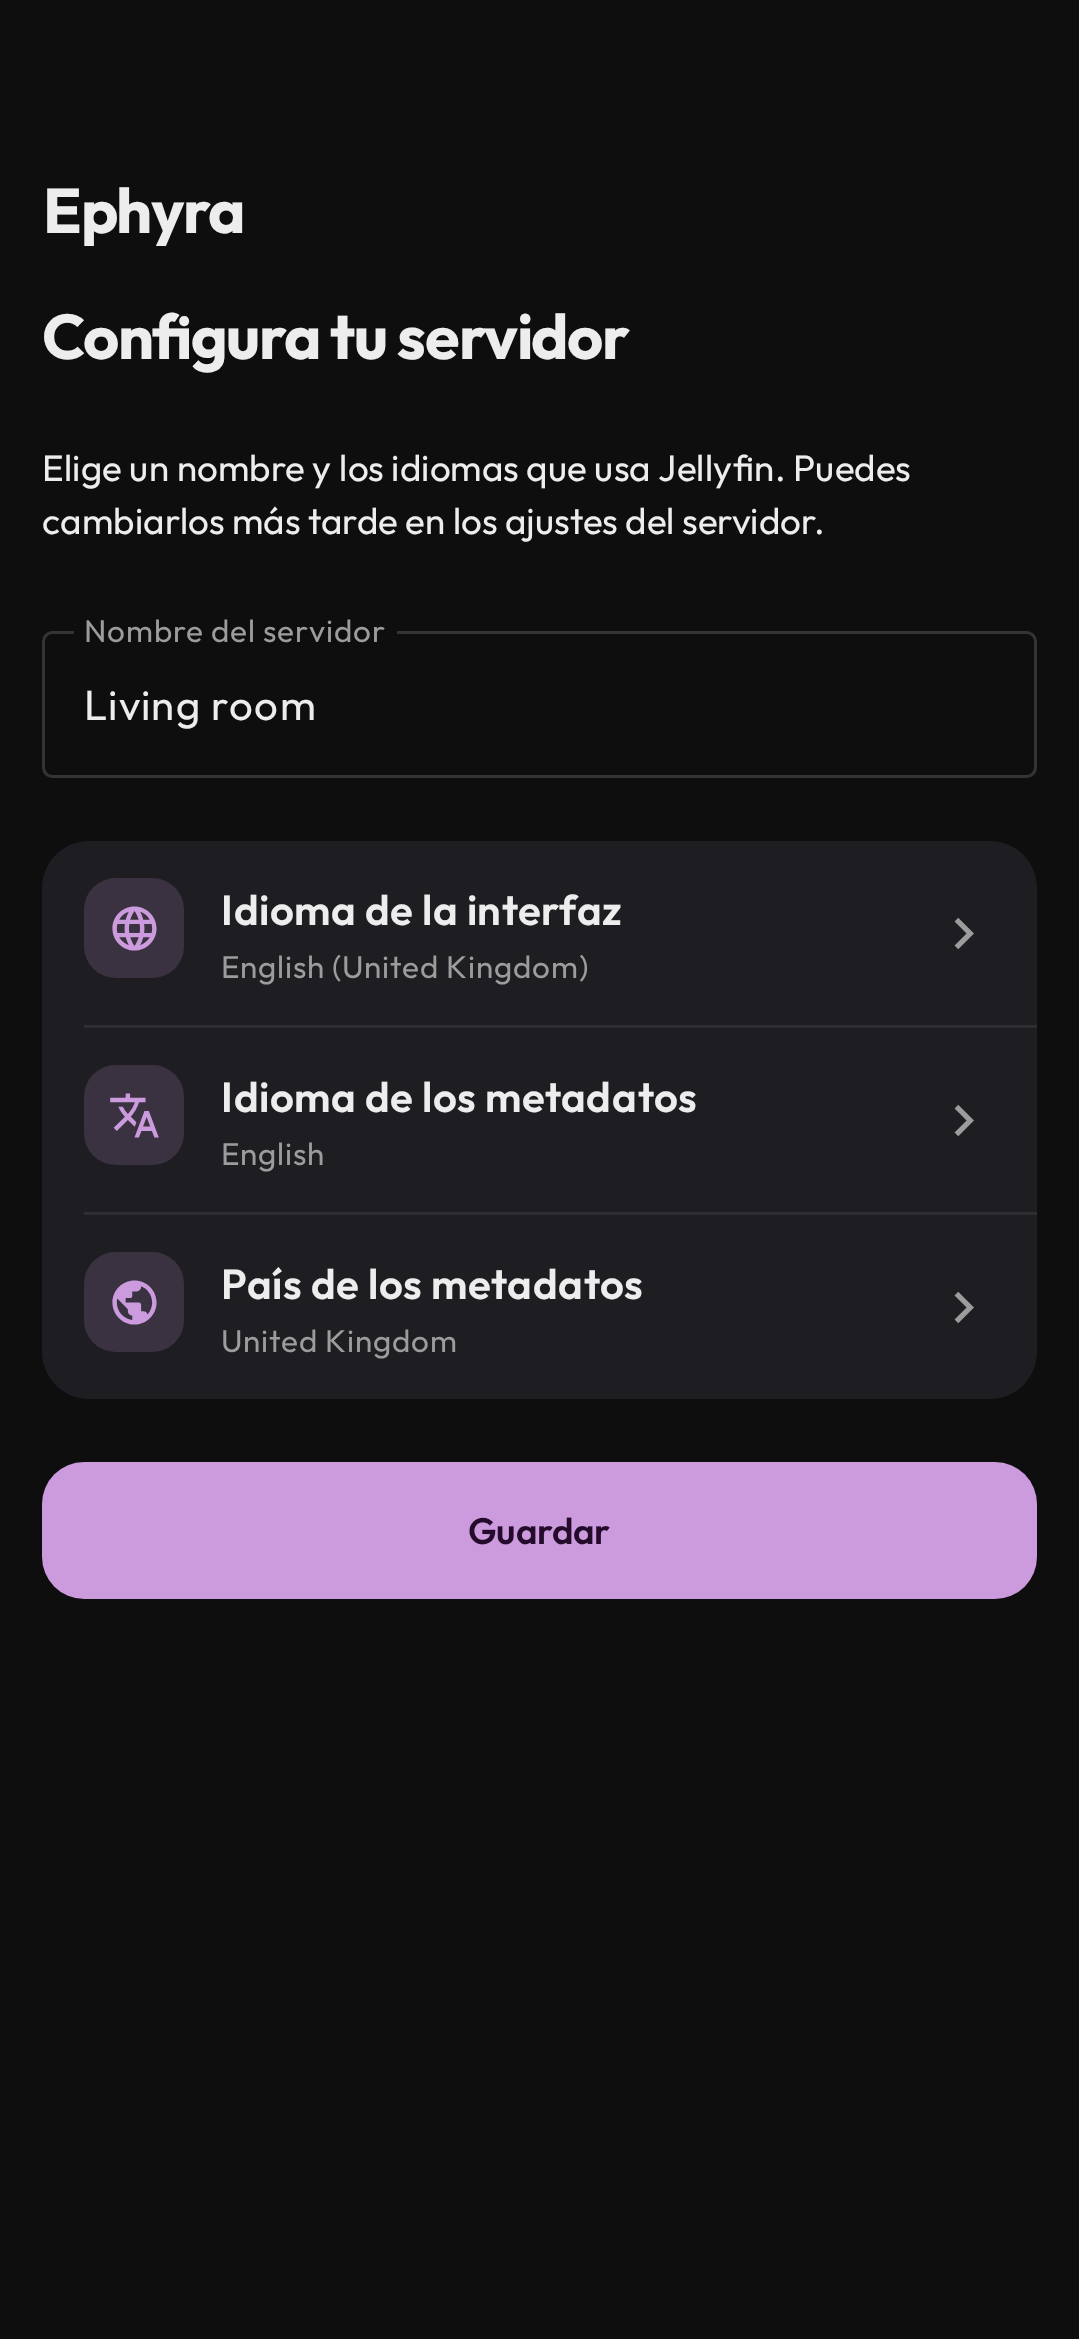 Ephyra
Configura tu servidor
Elige un nombre y los idiomas que usa Jellyfin. Puedes
cambiarlos más tarde en los ajustes del servidor.
Nombre del servidor
Living room
Idioma de la interfaz
English (United Kingdom)
Idioma de los metadatos
English
País de los metadatos
United Kingdom
Guardar